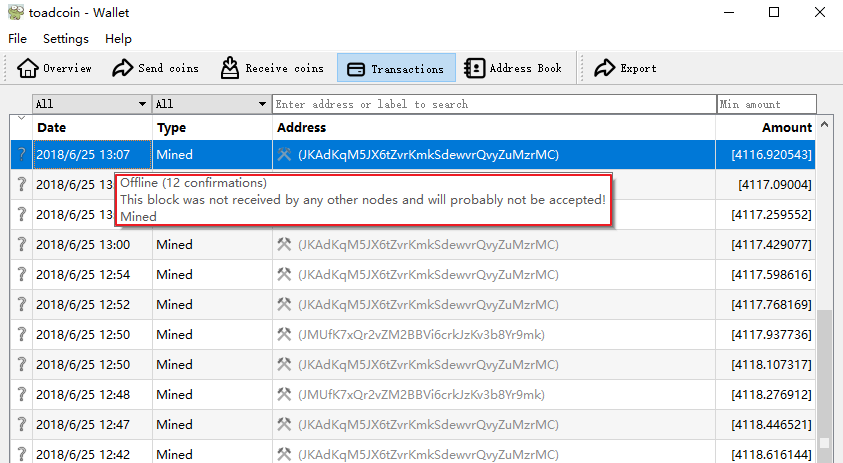 toadcoin - Wallet
File Settings Help
Overview Send coins Receive coins Transactions Address Book Export
All All Enter address or label to search Min amount
Date Type Address Amount
2018/6/25 13:07 Mined (JKAdKqM5JX6tZvrKmkSdewvrQvyZuMzrMC) [4116.920543]
2018/6/25 13 [4117.09004]
Offline (12 confirmations)
This block was not received by any other nodes and will probably not be accepted!
Mined
2018/6/25 13 [4117.259552]
2018/6/25 13:00 Mined (JKAdKqM5JX6tZvrKmkSdewvrQvyZuMzrMC) [4117.429077]
2018/6/25 12:54 Mined (JKAdKqM5JX6tZvrKmkSdewvrQvyZuMzrMC) [4117.598616]
2018/6/25 12:52 Mined (JKAdKqM5JX6tZvrKmkSdewvrQvyZuMzrMC) [4117.768169]
2018/6/25 12:50 Mined (JMUfK7xQr2vZM2BBVi6crkJzKv3b8Yr9mk) [4117.937736]
2018/6/25 12:50 Mined (JKAdKqM5JX6tZvrKmkSdewvrQvyZuMzrMC) [4118.107317]
2018/6/25 12:48 Mined (JMUfK7xQr2vZM2BBVi6crkJzKv3b8Yr9mk) [4118.276912]
2018/6/25 12:47 Mined (JKAdKqM5JX6tZvrKmkSdewvrQvyZuMzrMC) [4118.446521]
2018/6/25 12:42 Mined (JKAdKqM5JX6tZvrKmkSdewvrQvyZuMzrMC) [4118.616144]